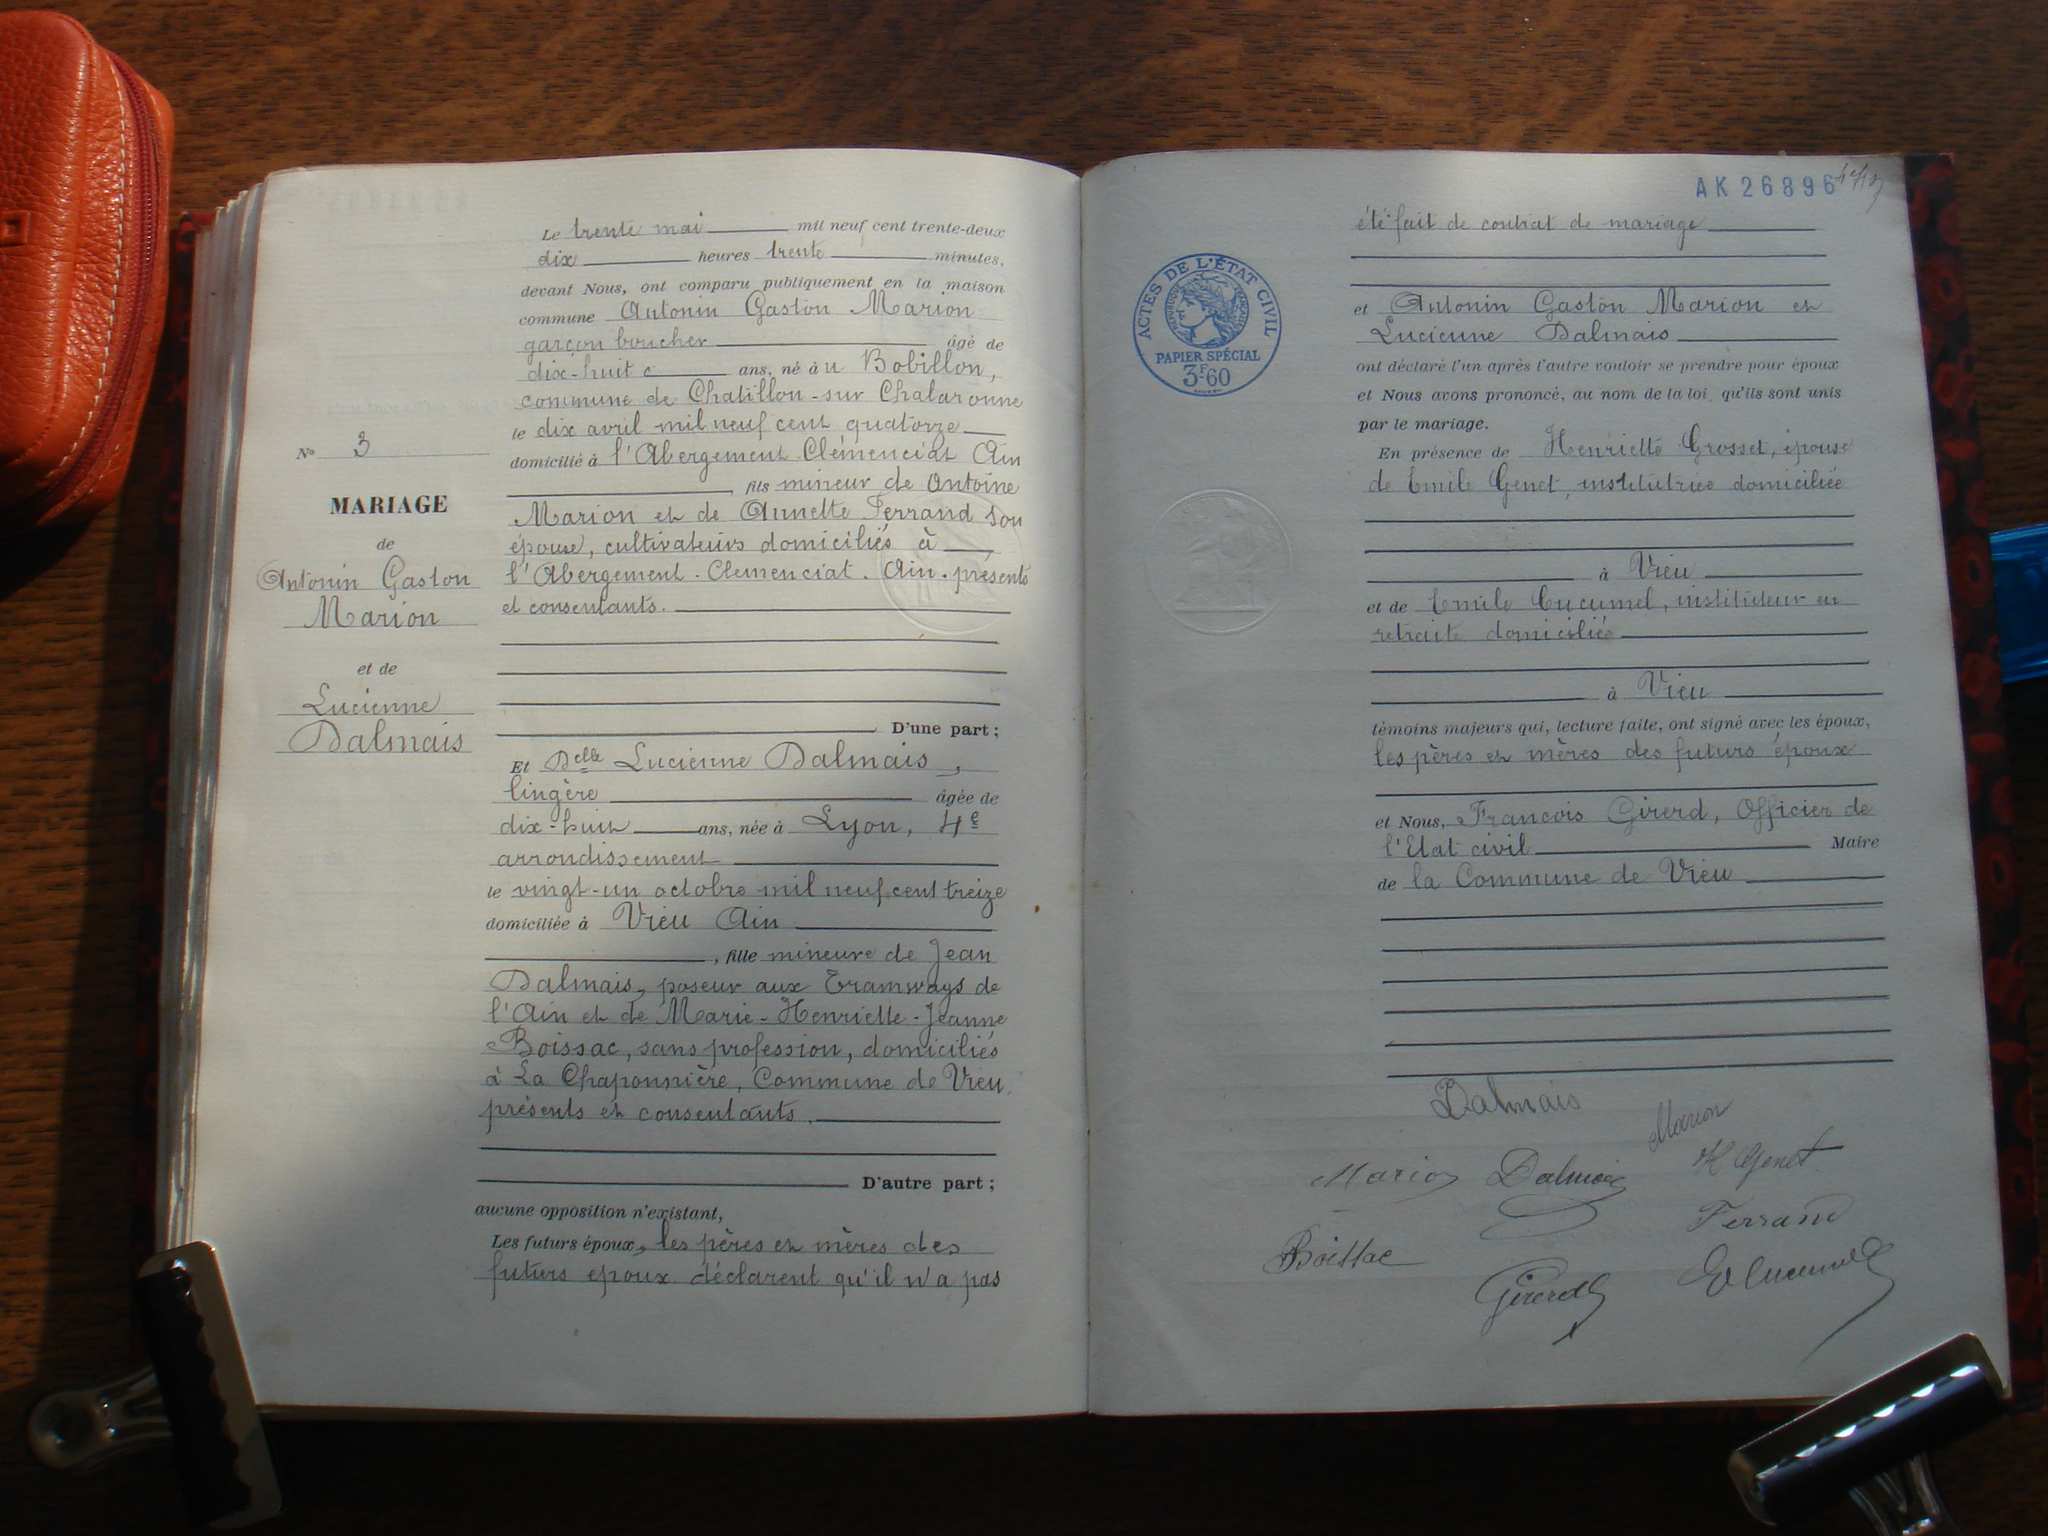 Le trente mai mil neuf cent trente-deux
dix heures trente minutes,
devant Nous, ont comparu publiquement en la maison
commune Antonin Gaston Marion
garçon boucher âgé de
dix-huit ans, né à u Bobillon,
commune de Chatillon-sur Chalaronne
le dix avril mil neuf cent quatorze
domicilié à l'Abergement Clémenciat Ain
, fils mineur de Antoine
Marion et de Annette Ferrand son
épouse, cultivateurs domiciliés à
l'Abergement-Clemenciat. Ain. présents
et consentants.
D'une part;
Et Delle Lucienne Dalmais,
lingère âgée de
dix-huit ans, née à Lyon, 4e
arrondissement
le vingt-un octobre mil neuf cent treize
domiciliée à Vieu Ain
, fille mineure de Jean
Dalmais, poseur aux Tramways de
l'Ain et de Marie-Henriette-Jeanne
Boissac, sans profession, domiciliés
à La Chaponnière, Commune de Vieu.
présents et consentants.
D'autre part;
aucune opposition n'existant,
Les futurs époux, les pères et mères des
futurs epoux déclarent qu'il n'a pas
No 3
MARIAGE
de
Antonin Gaston
Marion
et de
Lucienne
Dalmais
AK 26896
été fait de contrat de mariage
ACTES DE L'ÉTAT CIVIL
RÉPUBLIQUE FRANÇAISE
PAPIER SPÉCIAL
3F60
et Antonin Gaston Marion et
Lucienne Dalmais
ont déclaré l'un après l'autre vouloir se prendre pour époux
et Nous avons prononcé, au nom de la loi, qu'ils sont unis
par le mariage.
En présence de Henriette Grosset, épouse
de Emile Genet, institutrice domiciliée
à Vieu
et de Emile Cucumel, instituteur en
retraite domicilié
à Vieu
témoins majeurs qui, lecture faite, ont signé avec les époux,
les pères et mères des futurs époux
et Nous, Francois Girerd, Officier de
l'Etat civil Maire
de la Commune de Vieu
Dalmais
Marion
Marion Dalmais H Genet
Ferrand
Boissac
Girerd